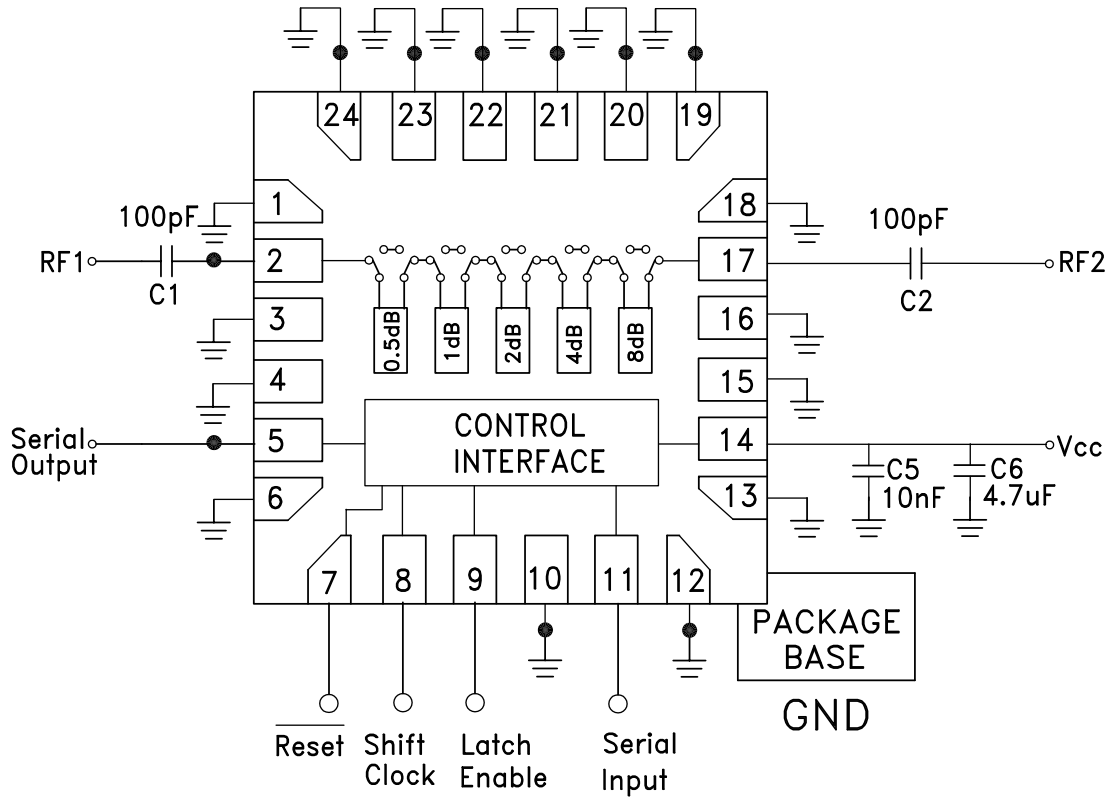 24 23 22 21 20 19
1
18
100pF
100pF
RF1
C1
2
17
C2
RF2
3
16
0.5dB
1dB
2dB
4dB
8dB
4
15
Serial
Output
5
CONTROL
INTERFACE
14
Vcc
C5
10nF
C6
4.7uF
6
13
7 8 9 10 11 12
PACKAGE
BASE
GND
Reset
Shift
Clock
Latch
Enable
Serial
Input